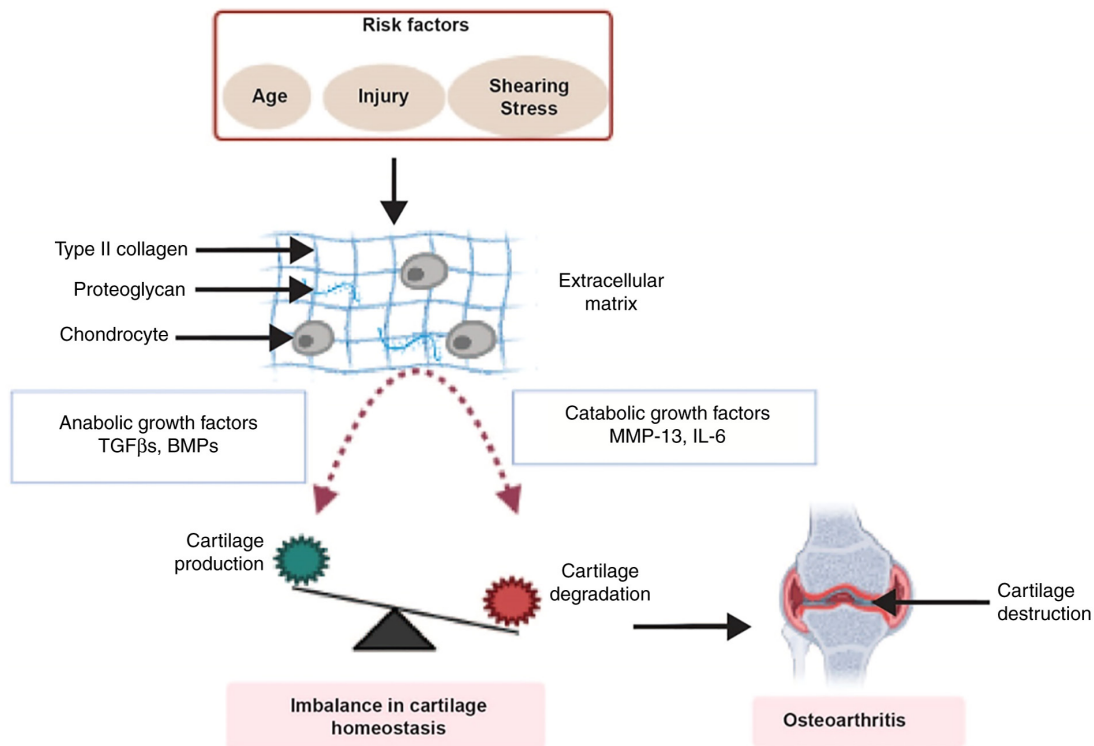 Risk factors
Age
Injury
Shearing
Stress
Type II collagen
Proteoglycan
Chondrocyte
Extracellular
matrix
Anabolic growth factors
TGFβs, BMPs
Catabolic growth factors
MMP-13, IL-6
Cartilage
production
Cartilage
degradation
Cartilage
destruction
Imbalance in cartilage
homeostasis
Osteoarthritis